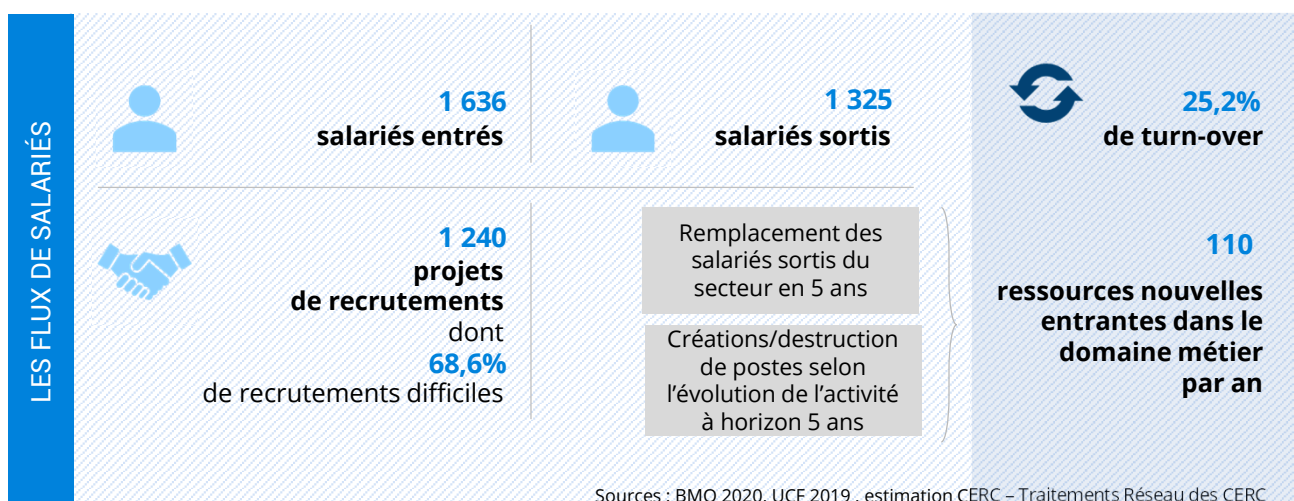 LES FLUX DE SALARIÉS
1 636
salariés entrés
1 325
salariés sortis
25,2%
de turn-over
1 240
projets
de recrutements
dont
68,6%
de recrutements difficiles
Remplacement des
salariés sortis du
secteur en 5 ans
Créations/destruction
de postes selon
l'évolution de l'activité
à horizon 5 ans
110
ressources nouvelles
entrantes dans le
domaine métier
par an
Sources : BMO 2020, UCF 2019 , estimation CERC – Traitements Réseau des CERC